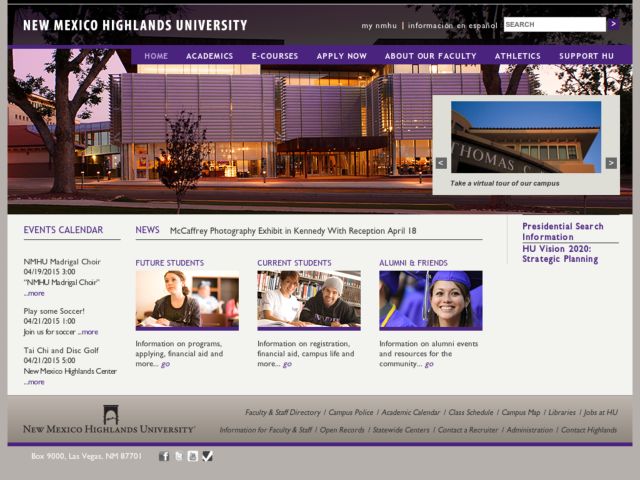 NEW MEXICO HIGHLANDS UNIVERSITY
my nmhu | información en español
SEARCH
>
HOME ACADEMICS E-COURSES APPLY NOW ABOUT OUR FACULTY ATHLETICS SUPPORT HU
THOMAS C
<
>
Take a virtual tour of our campus
EVENTS CALENDAR
NMHU Madrigal Choir
04/19/2015 3:00
"NMHU Madrigal Choir"
...more
Play some Soccer!
04/21/2015 1:00
Join us for soccer ...more
Tai Chi and Disc Golf
04/21/2015 5:00
New Mexico Highlands Center
...more
NEWS McCaffrey Photography Exhibit in Kennedy With Reception April 18
FUTURE STUDENTS
Information on programs,
applying, financial aid and
more... go
CURRENT STUDENTS
Information on registration,
financial aid, campus life and
more... go
ALUMNI & FRIENDS
Information on alumni events
and resources for the
community... go
Presidential Search
Information
HU Vision 2020:
Strategic Planning
NEW MEXICO HIGHLANDS UNIVERSITY
Faculty & Staff Directory / Campus Police / Academic Calendar / Class Schedule / Campus Map / Libraries / Jobs at HU
Information for Faculty & Staff / Open Records / Statewide Centers / Contact a Recruiter / Administration / Contact Highlands
Box 9000, Las Vegas, NM 87701